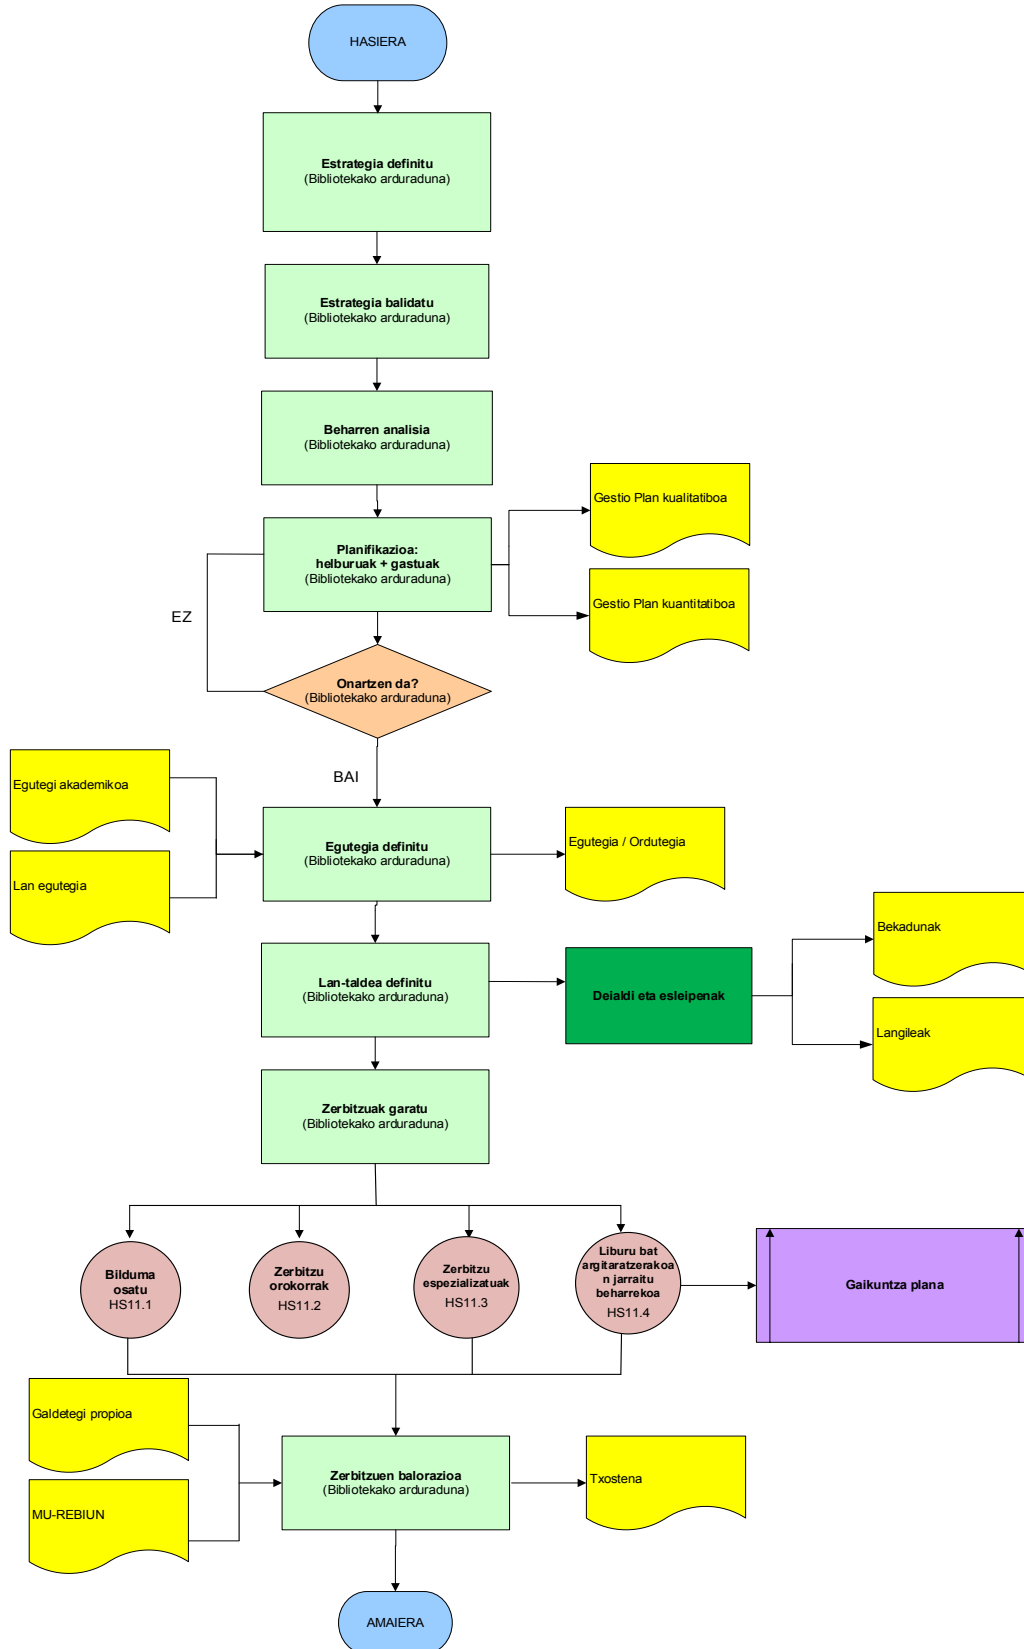 HASIERA
Estrategia definitu
(Bibliotekako arduraduna)
Estrategia balidatu
(Bibliotekako arduraduna)
Beharren analisia
(Bibliotekako arduraduna)
Planifikazioa:
helburuak + gastuak
(Bibliotekako arduraduna)
Gestio Plan kualitatiboa
Gestio Plan kuantitatiboa
EZ
Onartzen da?
(Bibliotekako arduraduna)
BAI
Egutegi akademikoa
Lan egutegia
Egutegia definitu
(Bibliotekako arduraduna)
Egutegia / Ordutegia
Lan-taldea definitu
(Bibliotekako arduraduna)
Deialdi eta esleipenak
Bekadunak
Langileak
Zerbitzuak garatu
(Bibliotekako arduraduna)
Bilduma
osatu
HS11.1
Zerbitzu
orokorrak
HS11.2
Zerbitzu
espezializatuak
HS11.3
Liburu bat
argitaratzerakoa
n jarraitu
beharrekoa
HS11.4
Gaikuntza plana
Galdetegi propioa
MU-REBIUN
Zerbitzuen balorazioa
(Bibliotekako arduraduna)
Txostena
AMAIERA